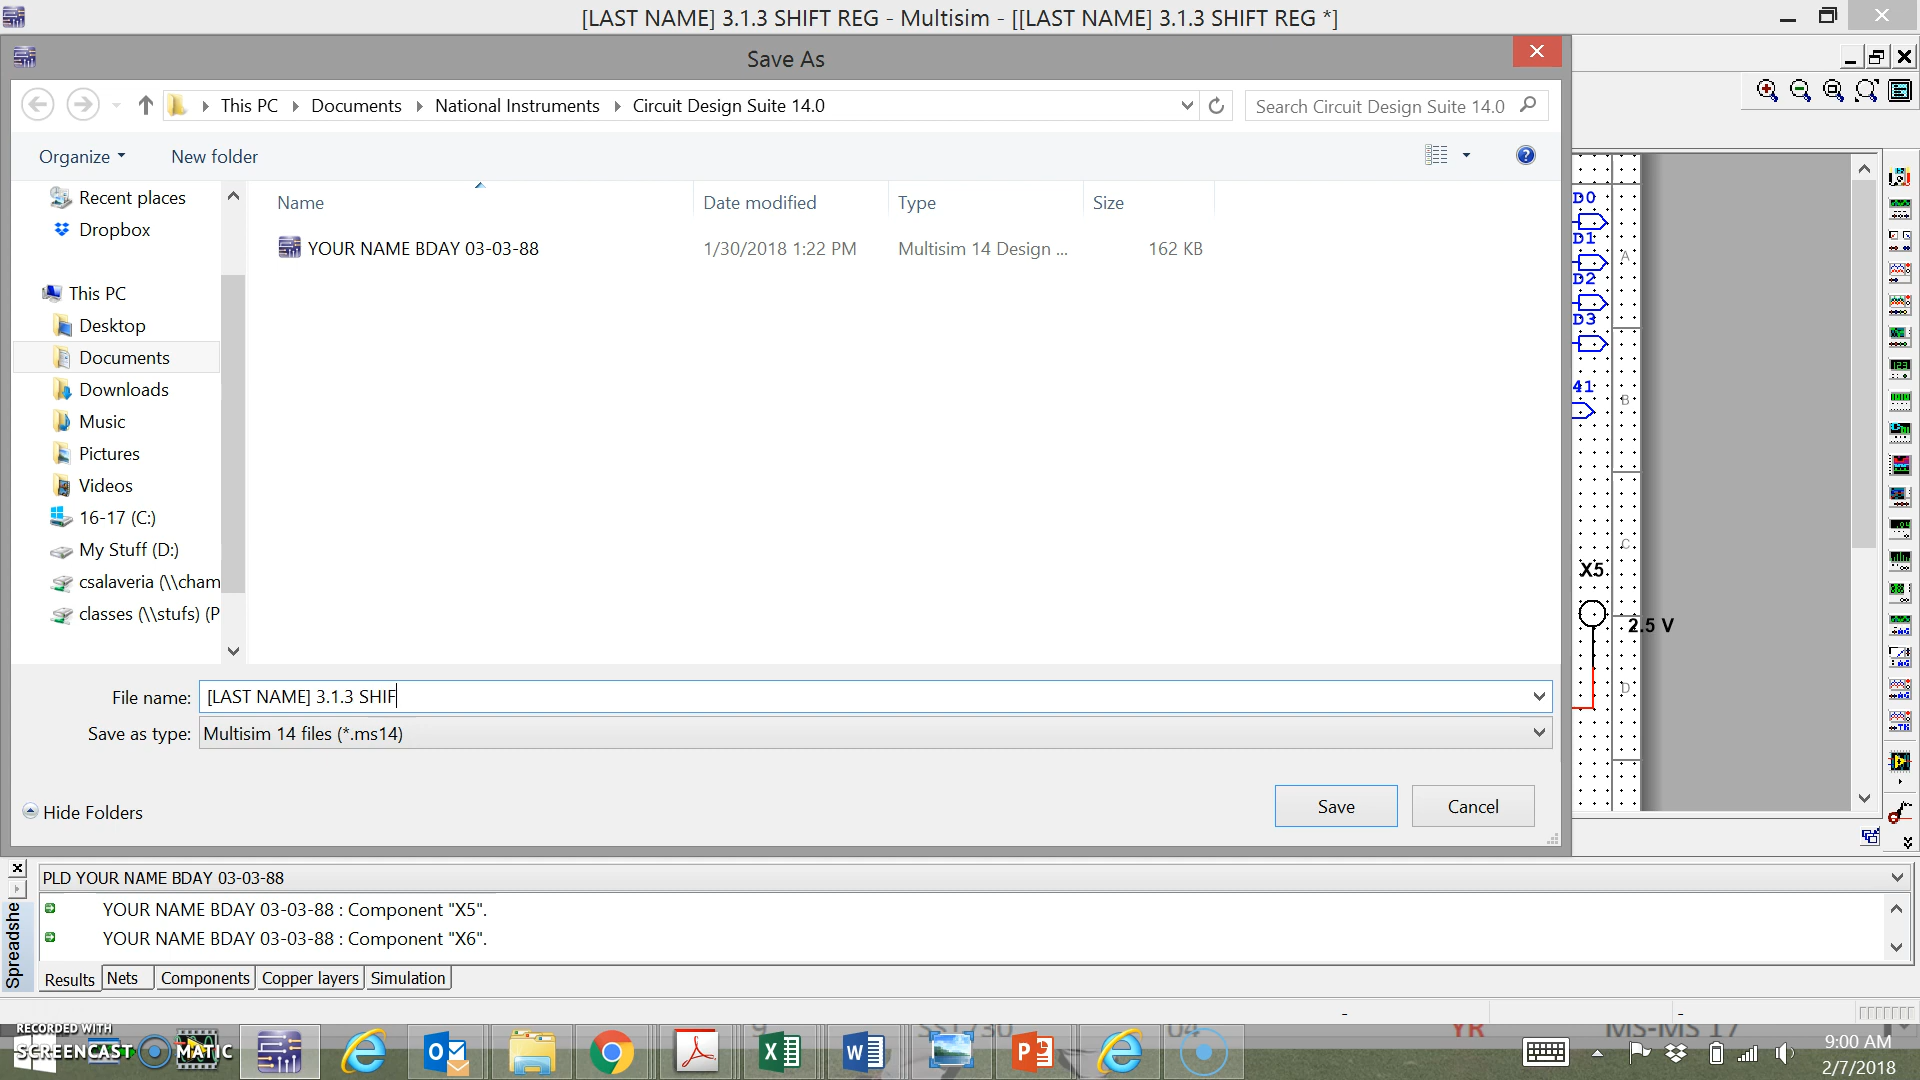 [LAST NAME] 3.1.3 SHIFT REG - Multisim - [[LAST NAME] 3.1.3 SHIFT REG *]
Save As
This PC Documents National Instruments Circuit Design Suite 14.0
Search Circuit Design Suite 14.0
Organize New folder
Recent places
Dropbox
This PC
Desktop
Documents
Downloads
Music
Pictures
Videos
16-17 (C:)
My Stuff (D:)
csalaveria (\\cham
classes (\\stufs) (P
Name Date modified Type Size
YOUR NAME BDAY 03-03-88 1/30/2018 1:22 PM Multisim 14 Design ... 162 KB
D0
D1
D2
D3
41
A
B
C
D
X5
2.5 V
File name: [LAST NAME] 3.1.3 SHIF
Save as type: Multisim 14 files (*.ms14)
Hide Folders
Save Cancel
PLD YOUR NAME BDAY 03-03-88
YOUR NAME BDAY 03-03-88 : Component "X5".
YOUR NAME BDAY 03-03-88 : Component "X6".
Spreadshe
Results Nets Components Copper layers Simulation
RECORDED WITH
SCREENCAST MATIC
YR
MS-MS 17
9:00 AM
2/7/2018